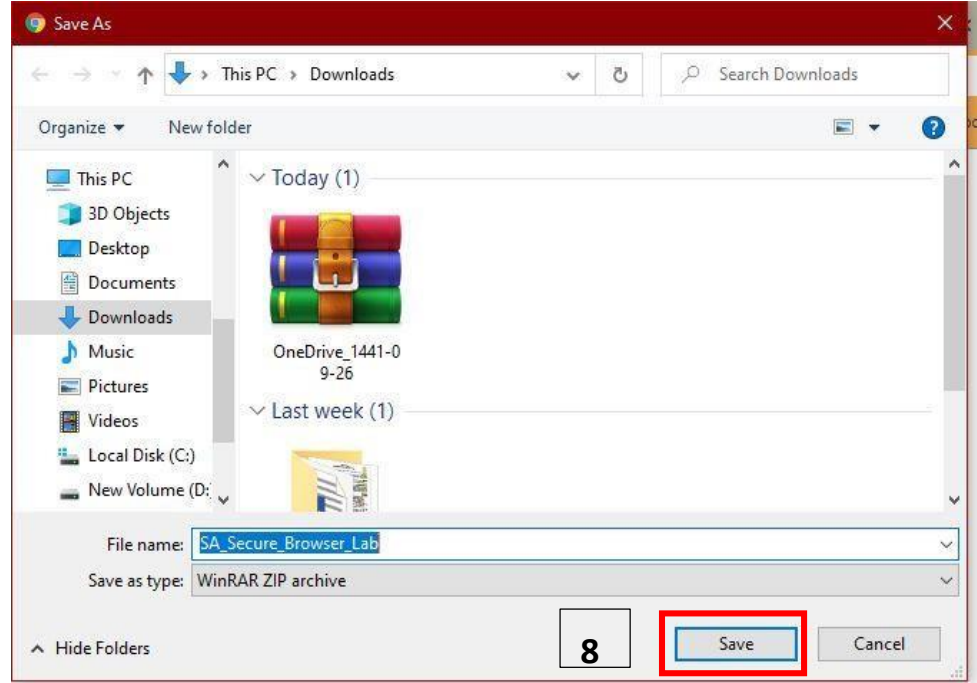 Save As
This PC > Downloads
Search Downloads
Organize
New folder
This PC
3D Objects
Desktop
Documents
Downloads
Music
Pictures
Videos
Local Disk (C:)
New Volume (D:
Today (1)
OneDrive_1441-0
9-26
Last week (1)
File name: SA_Secure_Browser_Lab
Save as type: WinRAR ZIP archive
Hide Folders
8
Save
Cancel